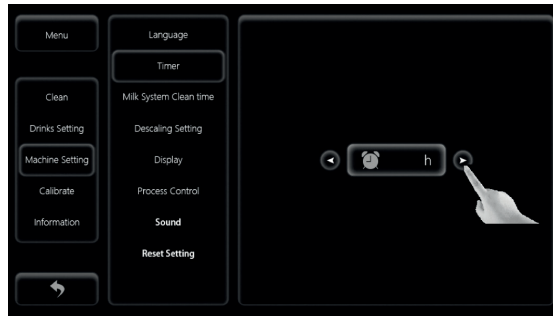 Menu
Clean
Drinks Setting
Machine Setting
Calibrate
Information
Language
Timer
Milk System Clean time
Descaling Setting
Display
Process Control
Sound
Reset Setting
h